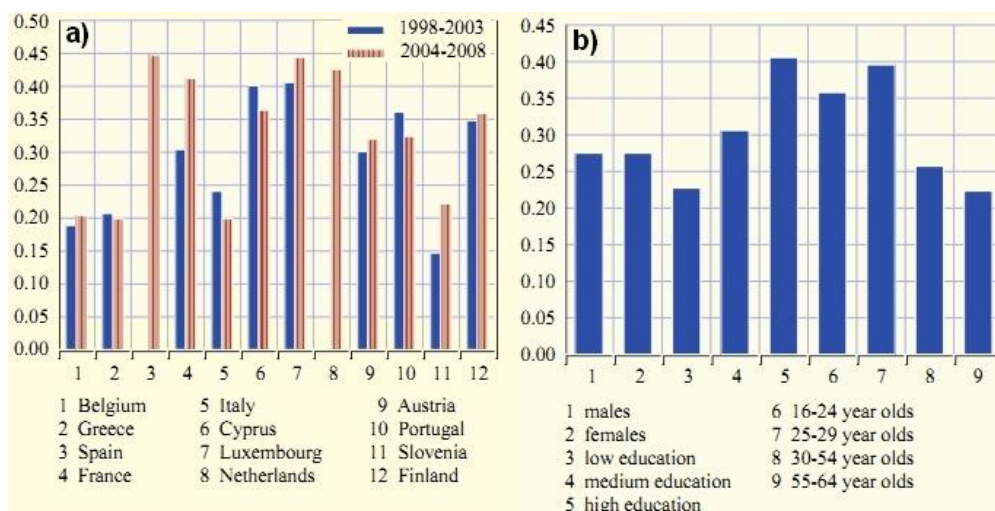 a)
1998-2003
2004-2008
0.50
0.45
0.40
0.35
0.30
0.25
0.20
0.15
0.10
0.05
0.00
1 2 3 4 5 6 7 8 9 10 11 12
1 Belgium 5 Italy 9 Austria
2 Greece 6 Cyprus 10 Portugal
3 Spain 7 Luxembourg 11 Slovenia
4 France 8 Netherlands 12 Finland
b)
0.45
0.40
0.35
0.30
0.25
0.20
0.15
0.10
0.05
0.00
1 2 3 4 5 6 7 8 9
1 males 6 16-24 year olds
2 females 7 25-29 year olds
3 low education 8 30-54 year olds
4 medium education 9 55-64 year olds
5 high education